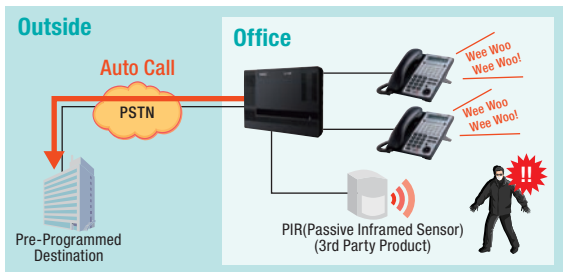 Outside
Office
Auto Call
PSTN
Wee Woo
Wee Woo!
Wee Woo
Wee Woo!
!!
Pre-Programmed
Destination
PIR(Passive Inframed Sensor)
(3rd Party Product)